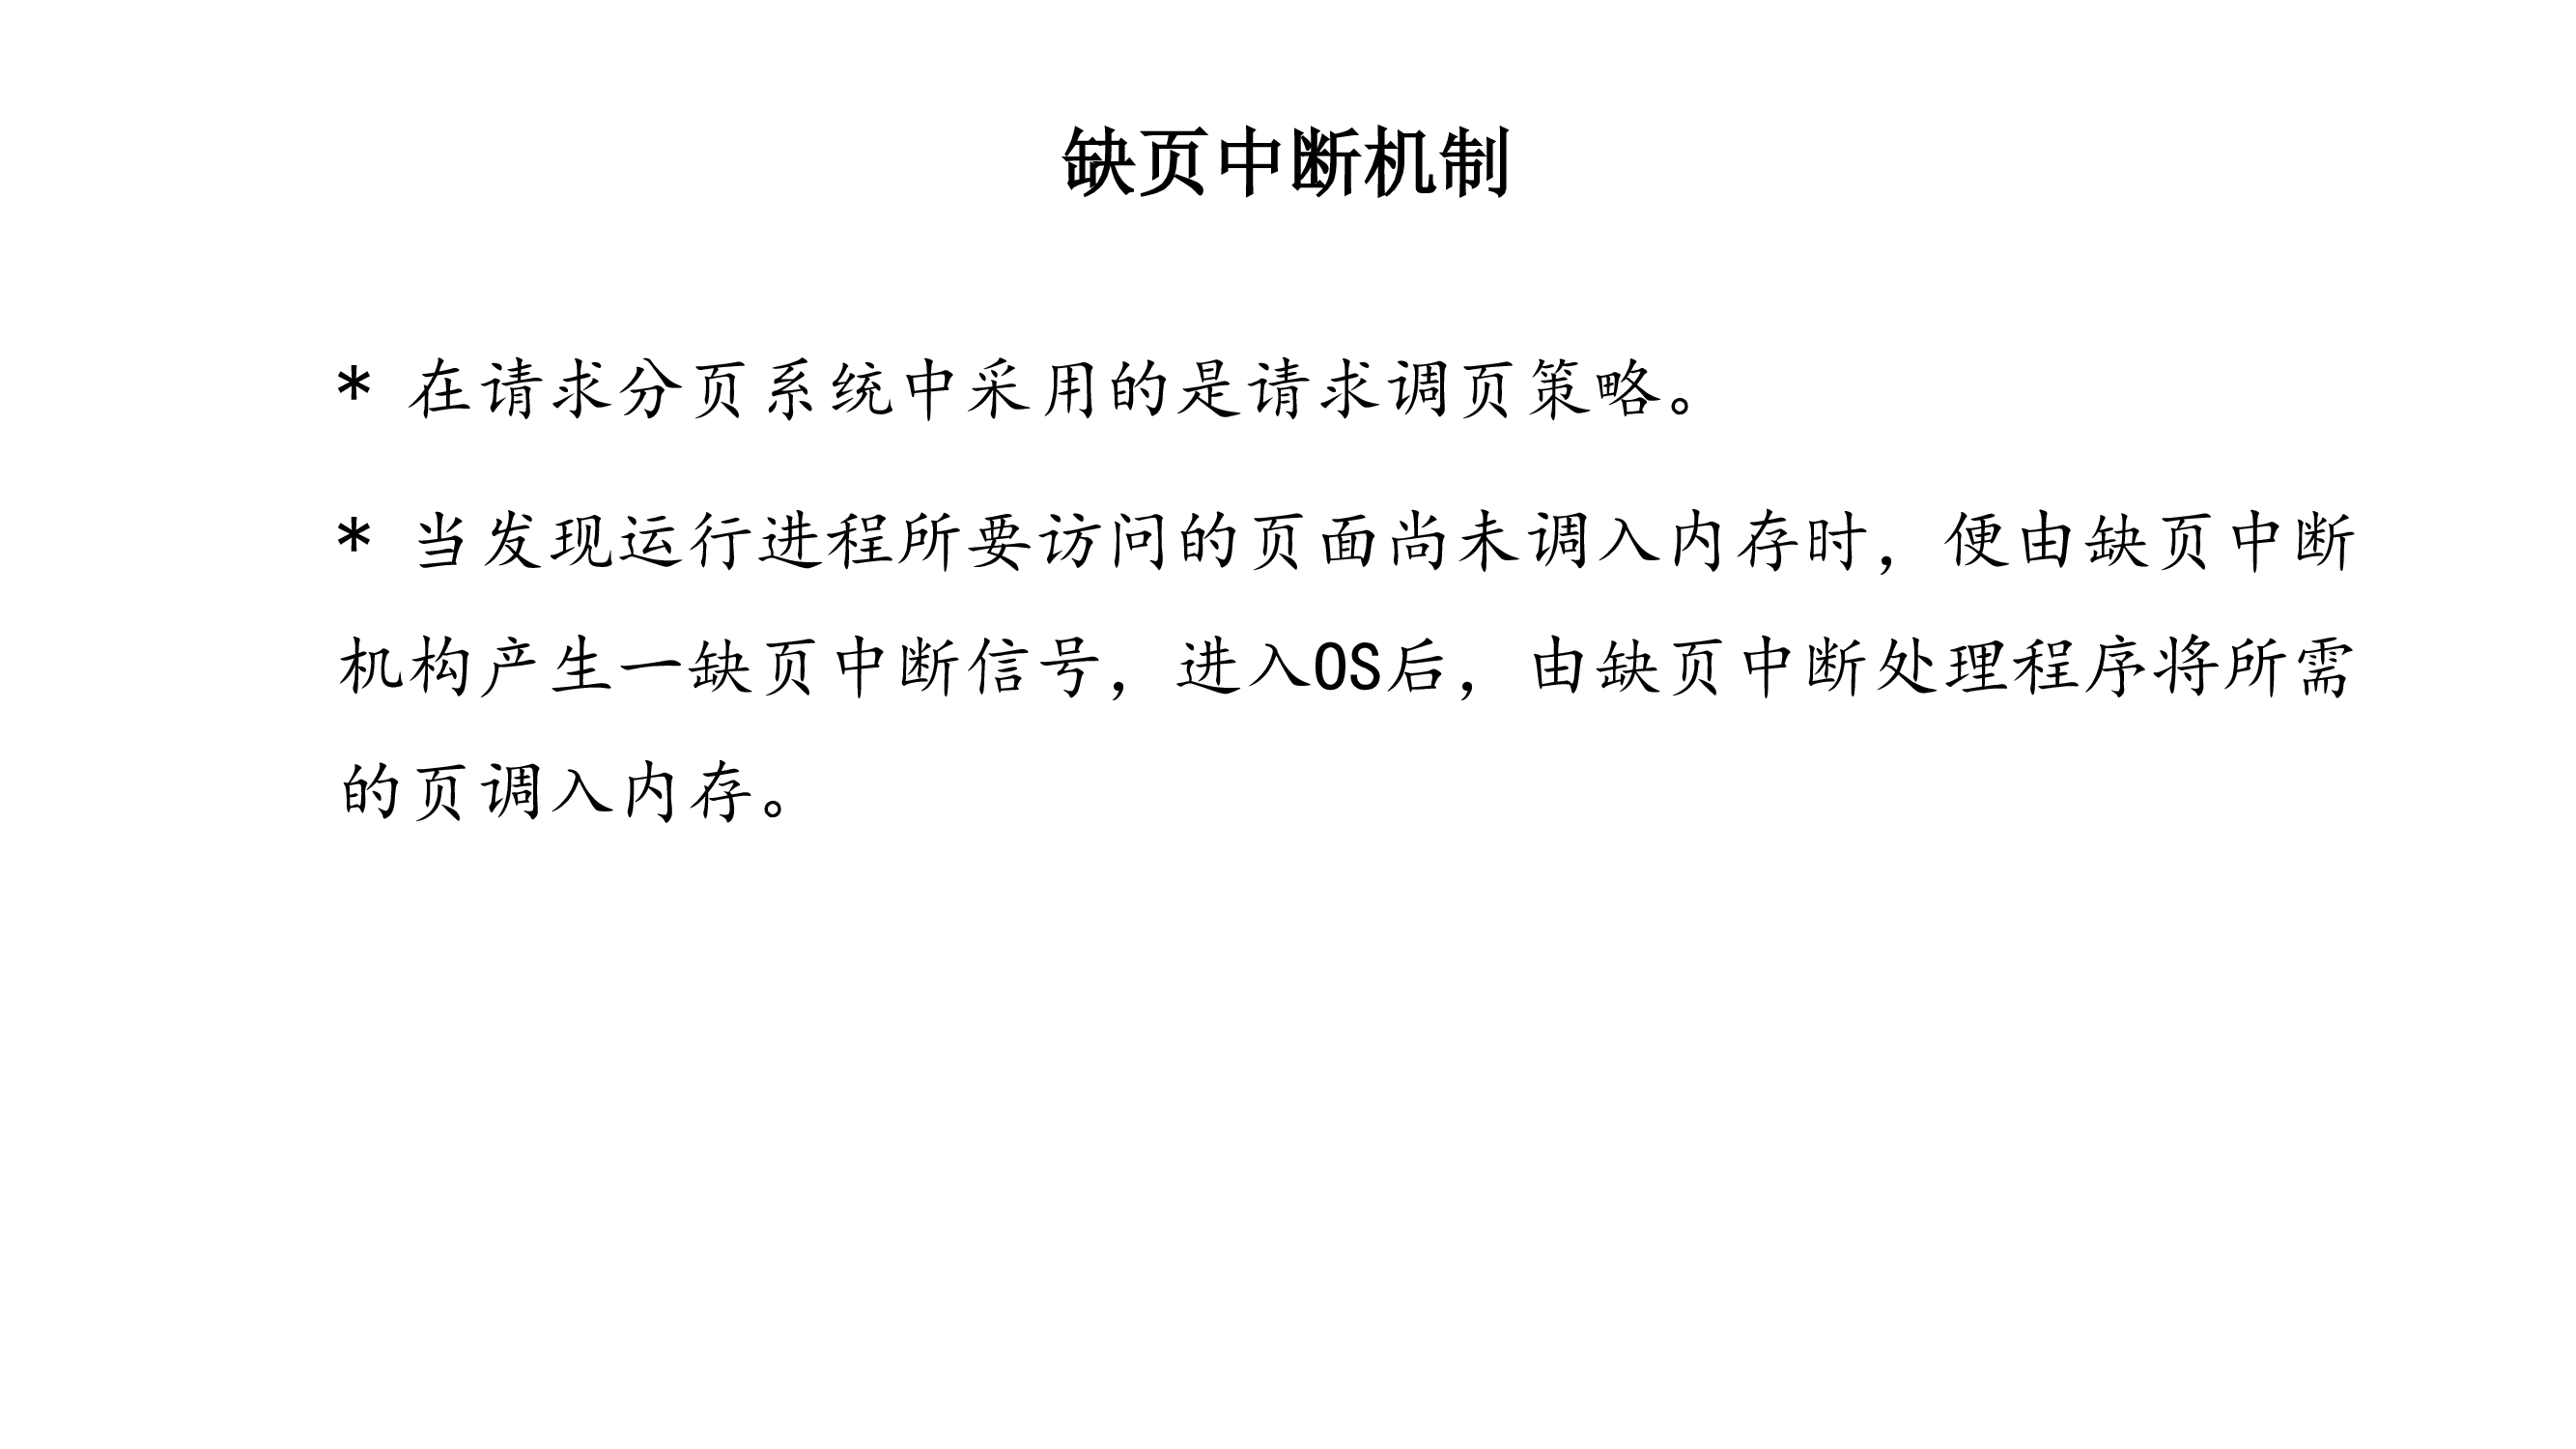 缺页中断机制
* 在请求分页系统中采用的是请求调页策略。
* 当发现运行进程所要访问的页面尚未调入内存时，便由缺页中断
机构产生一缺页中断信号，进入OS后，由缺页中断处理程序将所需
的页调入内存。